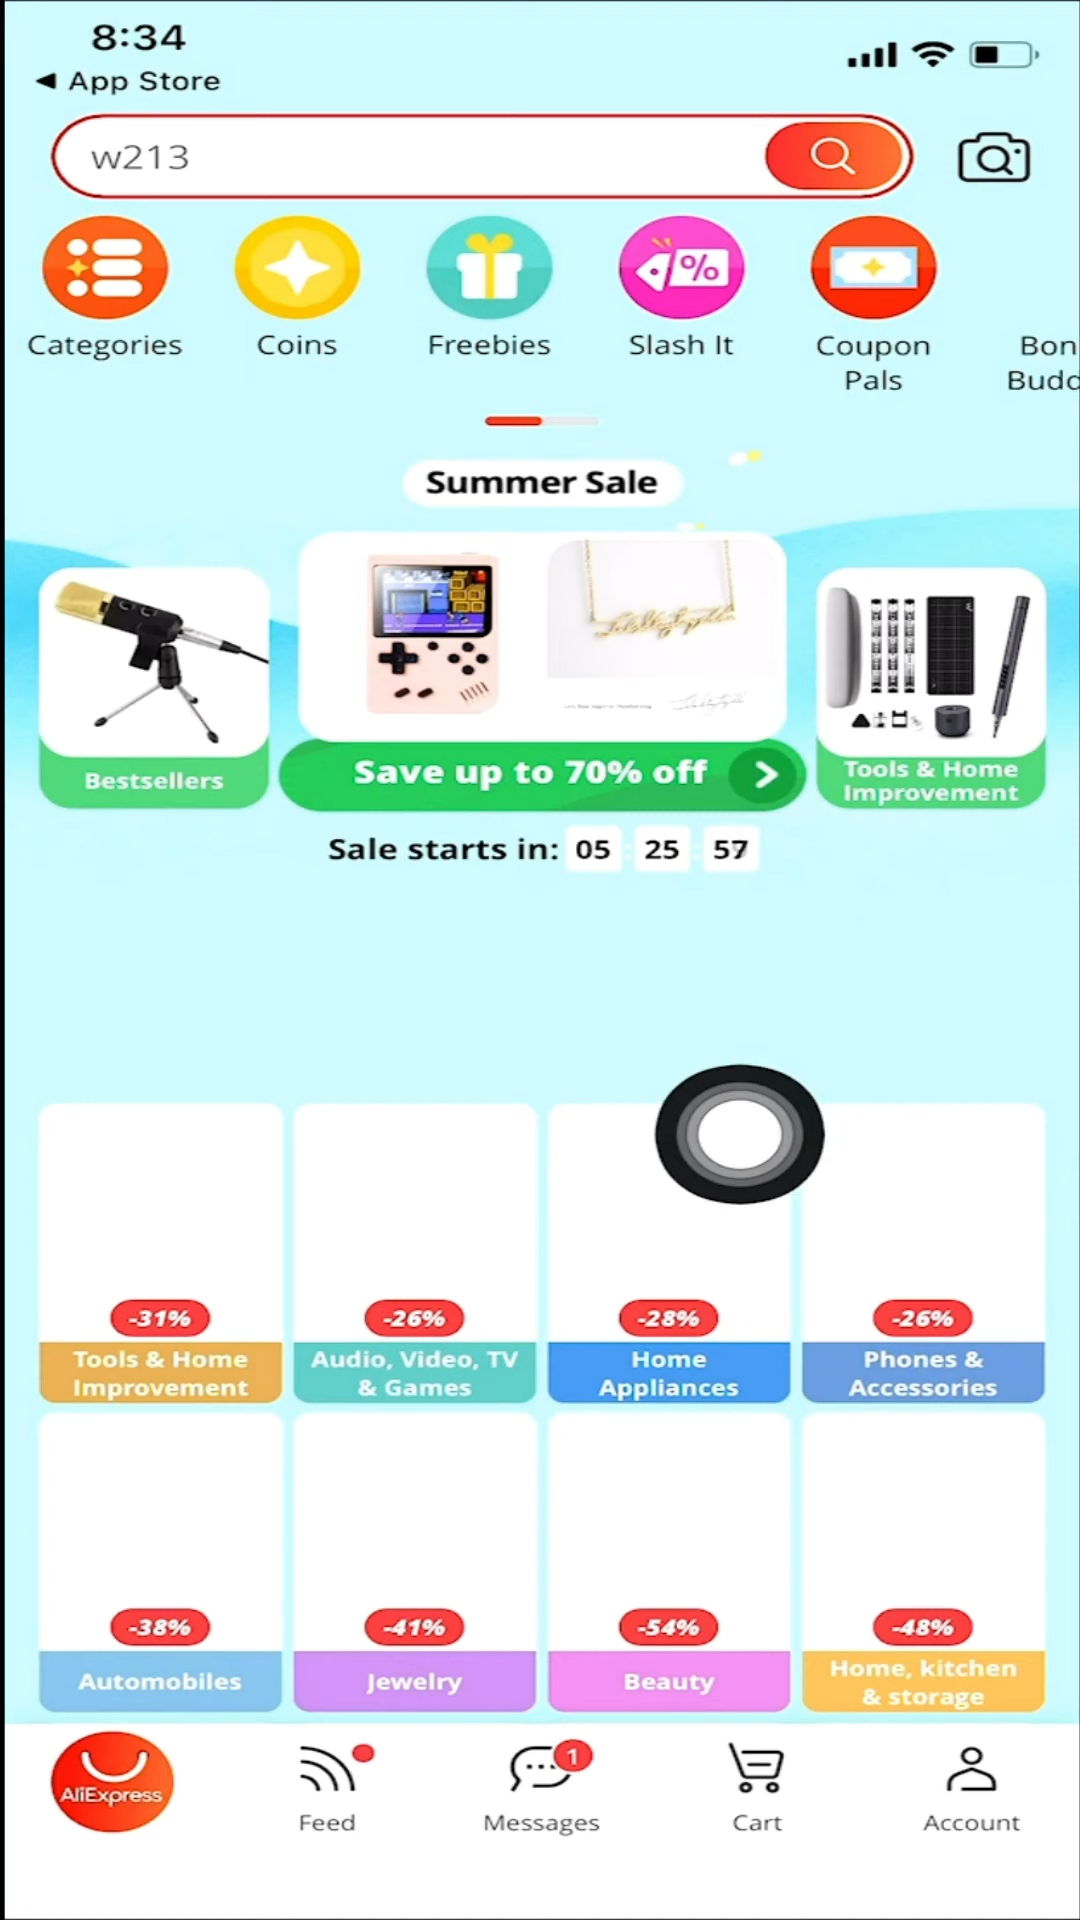 8:34
App Store
w213
Categories
Coins
Freebies
Slash It
Coupon
Pals
Bon
Budd
Summer Sale
Bestsellers
Save up to 70% off
Tools & Home
Improvement
Sale starts in: 05 25 57
-31%
-26%
-28%
-26%
Tools & Home
Improvement
Audio, Video, TV
& Games
Home
Appliances
Phones &
Accessories
-38%
-41%
-54%
-48%
Automobiles
Jewelry
Beauty
Home, kitchen
& storage
AliExpress
Feed
1
Messages
Cart
Account